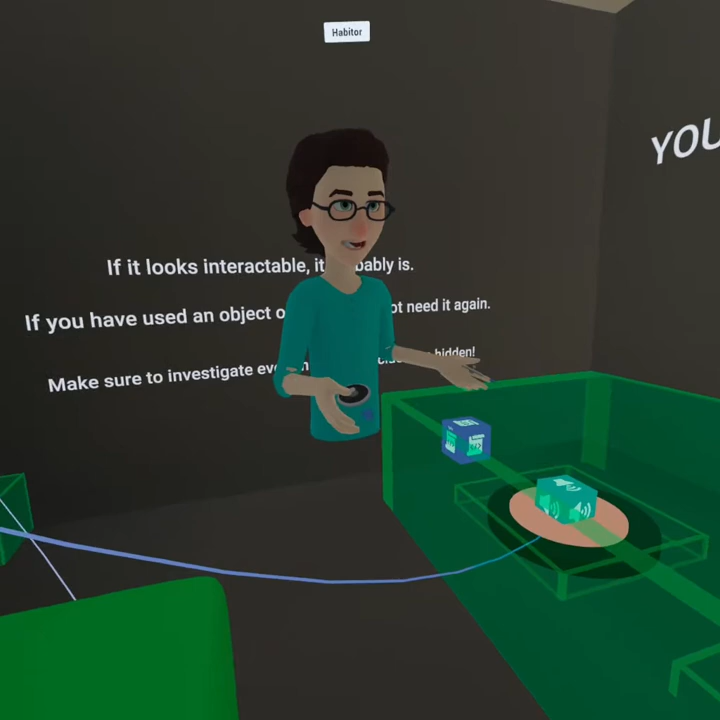 Habitor
YOU
If it looks interactable, it
bably is.
If you have used an object o
ot need it again.
Make sure to investigate ev
hidden!